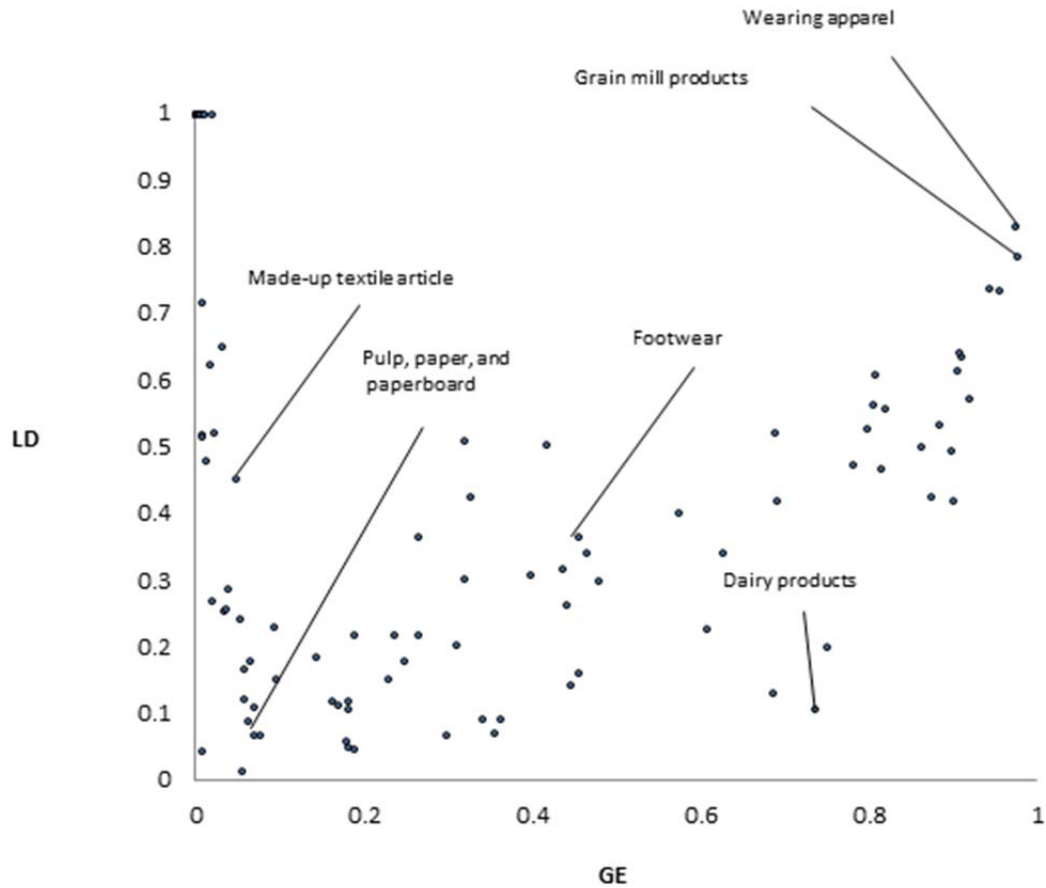 Wearing apparel
Grain mill products
1
0.9
0.8
Made-up textile article
0.7
Footwear
Pulp, paper, and
paperboard
0.6
0.5
LD
0.4
0.3
Dairy products
0.2
0.1
0
0 0.2 0.4 0.6 0.8 1
GE